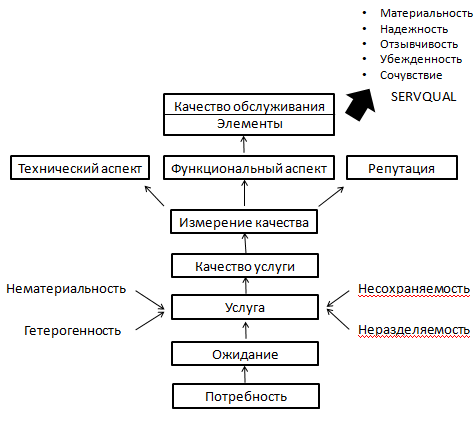 • Материальность
• Надежность
• Отзывчивость
• Убежденность
• Сочувствие
SERVQUAL
Качество обслуживания
Элементы
Технический аспект
Функциональный аспект
Репутация
Измерение качества
Качество услуги
Нематериальность
Несохраняемость
Услуга
Гетерогенность
Неразделяемость
Ожидание
Потребность